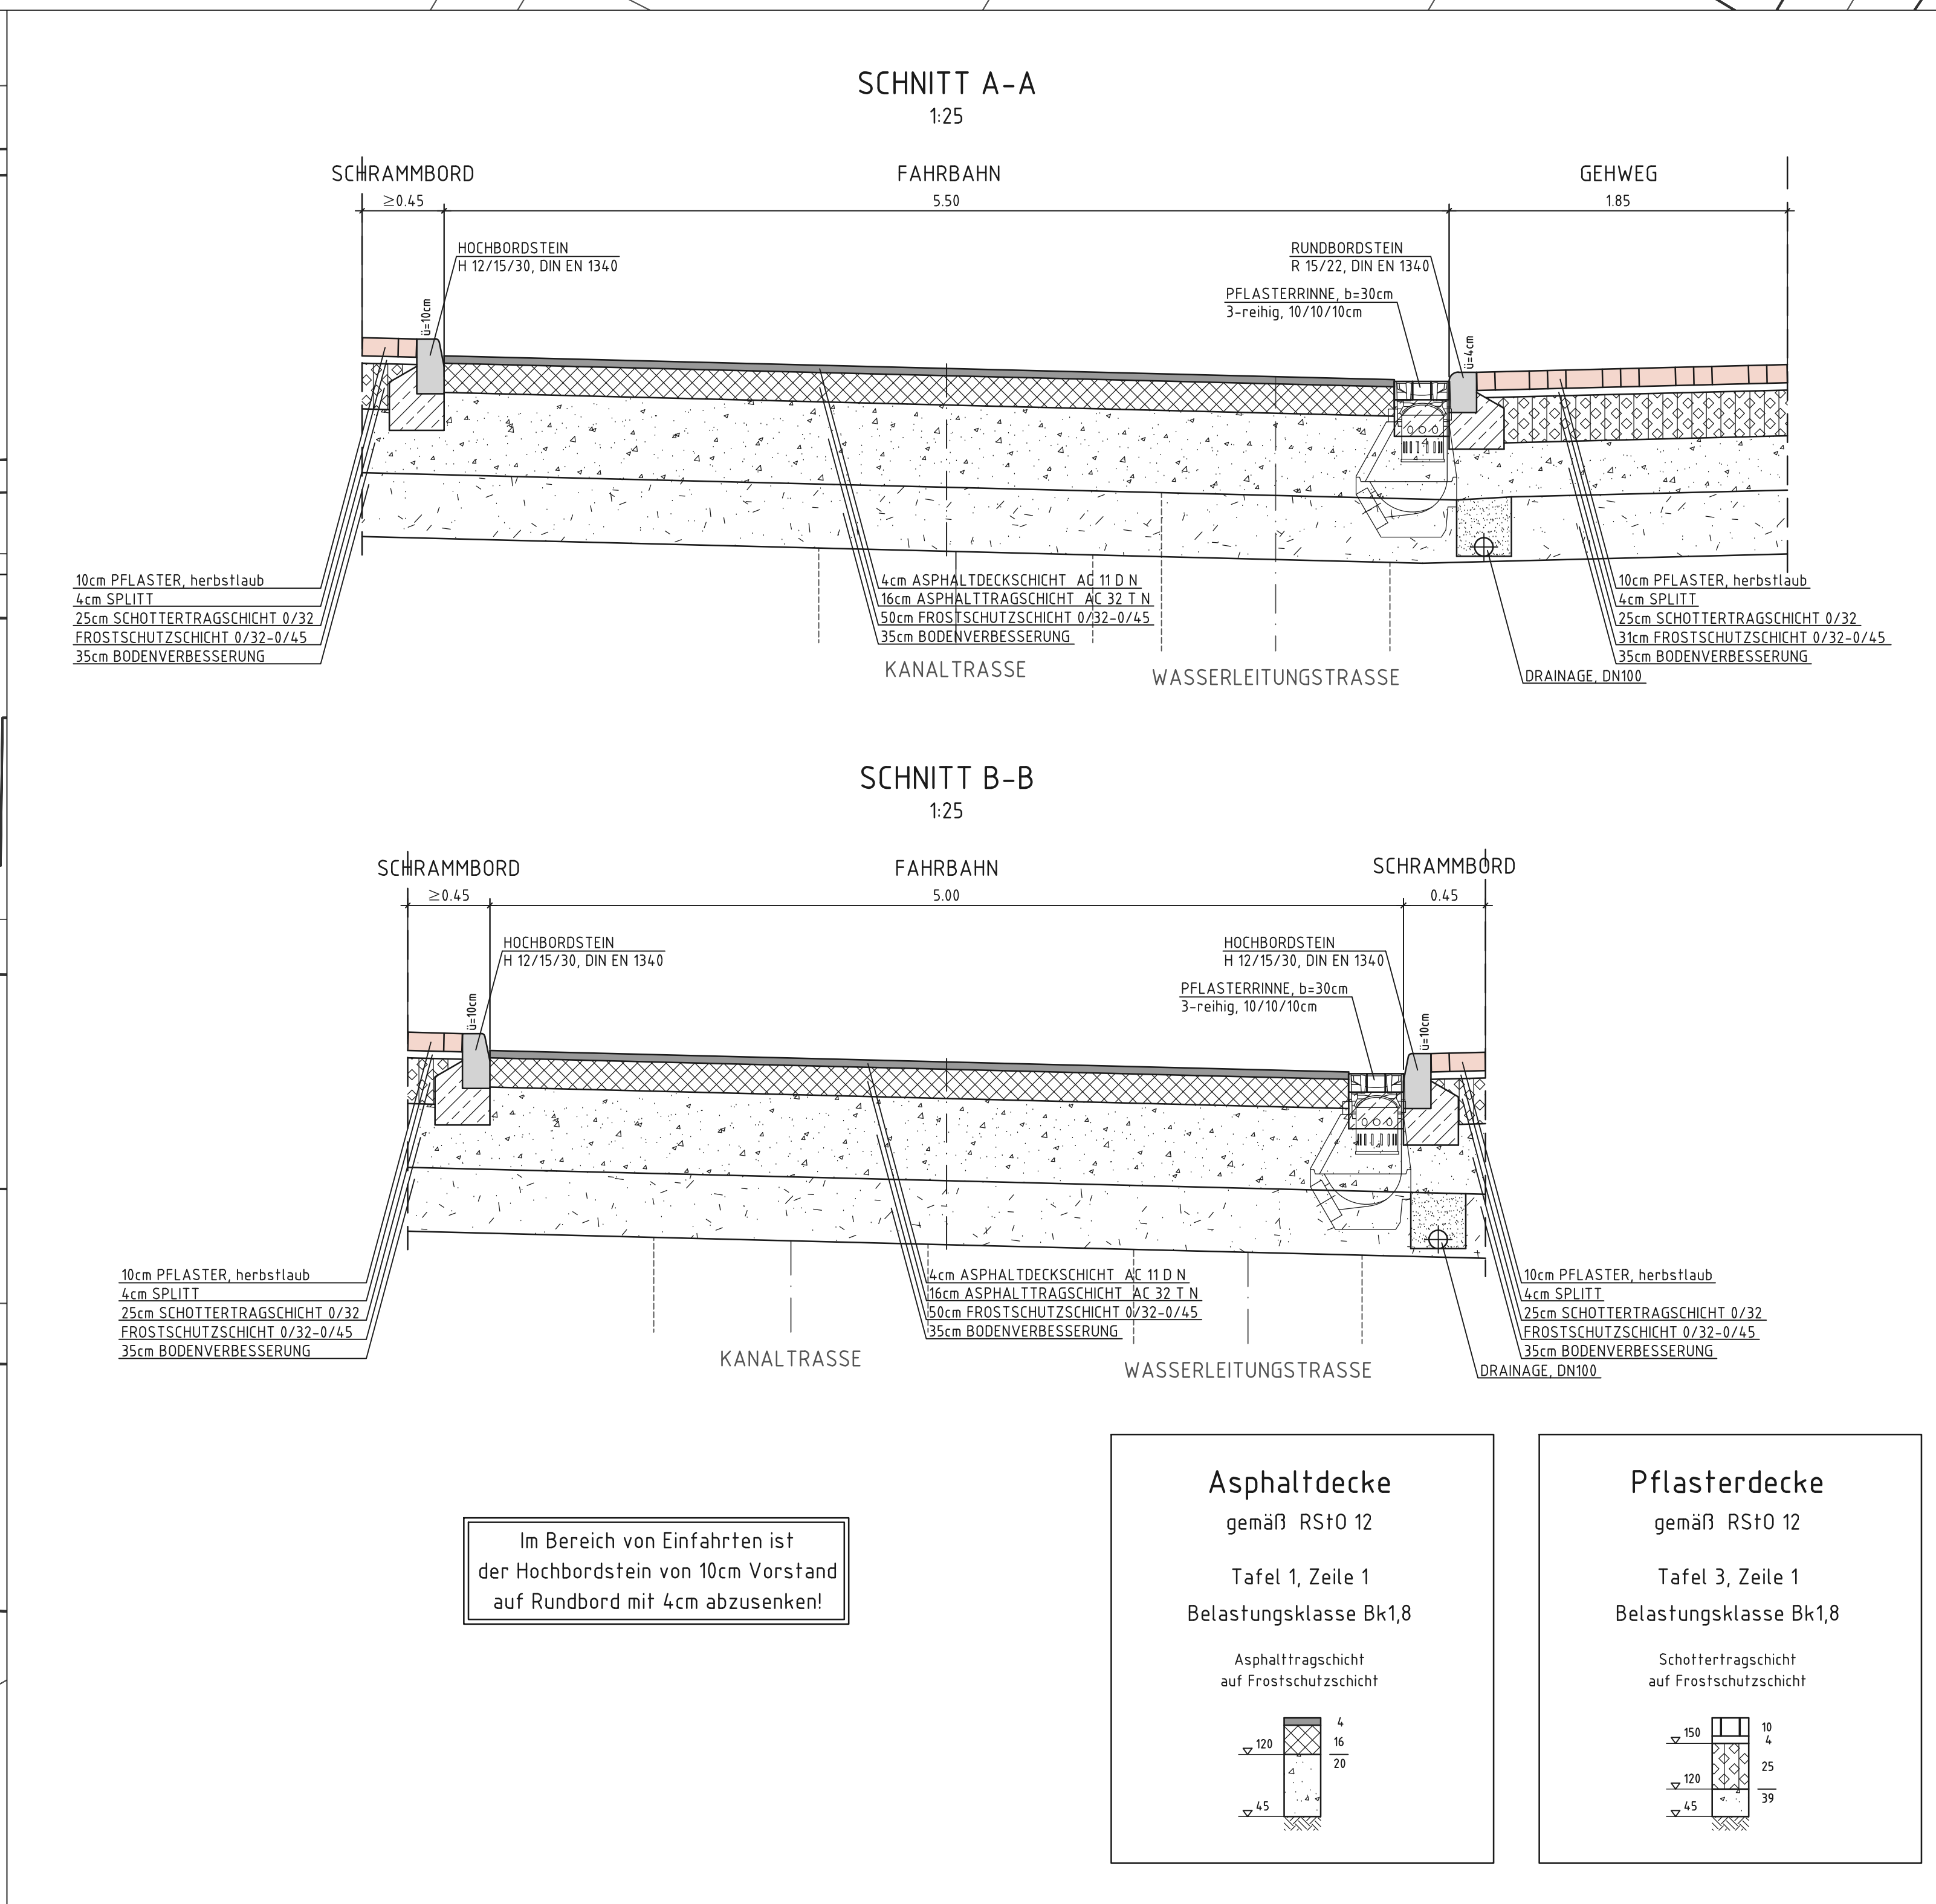 SCHNITT A-A
1:25
SCHRAMMBORD
FAHRBAHN
GEHWEG
≥0.45
5.50
1.85
HOCHBORDSTEIN
H 12/15/30, DIN EN 1340
RUNDBORDSTEIN
R 15/22, DIN EN 1340
PFLASTERRINNE, b=30cm
3-reihig, 10/10/10cm
ü=10cm
ü=4cm
10cm PFLASTER, herbstlaub
4cm SPLITT
25cm SCHOTTERTRAGSCHICHT 0/32
FROSTSCHUTZSCHICHT 0/32-0/45
35cm BODENVERBESSERUNG
4cm ASPHALTDECKSCHICHT AC 11 D N
16cm ASPHALTTRAGSCHICHT AC 32 T N
50cm FROSTSCHUTZSCHICHT 0/32-0/45
35cm BODENVERBESSERUNG
10cm PFLASTER, herbstlaub
4cm SPLITT
25cm SCHOTTERTRAGSCHICHT 0/32
31cm FROSTSCHUTZSCHICHT 0/32-0/45
35cm BODENVERBESSERUNG
DRAINAGE, DN100
KANALTRASSE
WASSERLEITUNGSTRASSE
SCHNITT B-B
1:25
SCHRAMMBORD
FAHRBAHN
SCHRAMMBORD
≥0.45
5.00
0.45
HOCHBORDSTEIN
H 12/15/30, DIN EN 1340
HOCHBORDSTEIN
H 12/15/30, DIN EN 1340
PFLASTERRINNE, b=30cm
3-reihig, 10/10/10cm
ü=10cm
ü=10cm
10cm PFLASTER, herbstlaub
4cm SPLITT
25cm SCHOTTERTRAGSCHICHT 0/32
FROSTSCHUTZSCHICHT 0/32-0/45
35cm BODENVERBESSERUNG
4cm ASPHALTDECKSCHICHT AC 11 D N
16cm ASPHALTTRAGSCHICHT AC 32 T N
50cm FROSTSCHUTZSCHICHT 0/32-0/45
35cm BODENVERBESSERUNG
10cm PFLASTER, herbstlaub
4cm SPLITT
25cm SCHOTTERTRAGSCHICHT 0/32
FROSTSCHUTZSCHICHT 0/32-0/45
35cm BODENVERBESSERUNG
DRAINAGE, DN100
KANALTRASSE
WASSERLEITUNGSTRASSE
Im Bereich von Einfahrten ist
der Hochbordstein von 10cm Vorstand
auf Rundbord mit 4cm abzusenken!
Asphaltdecke
gemäß RStO 12
Tafel 1, Zeile 1
Belastungsklasse Bk1,8
Asphalttragschicht
auf Frostschutzschicht
4
120
16
20
45
Pflasterdecke
gemäß RStO 12
Tafel 3, Zeile 1
Belastungsklasse Bk1,8
Schottertragschicht
auf Frostschutzschicht
150
10
4
25
120
39
45